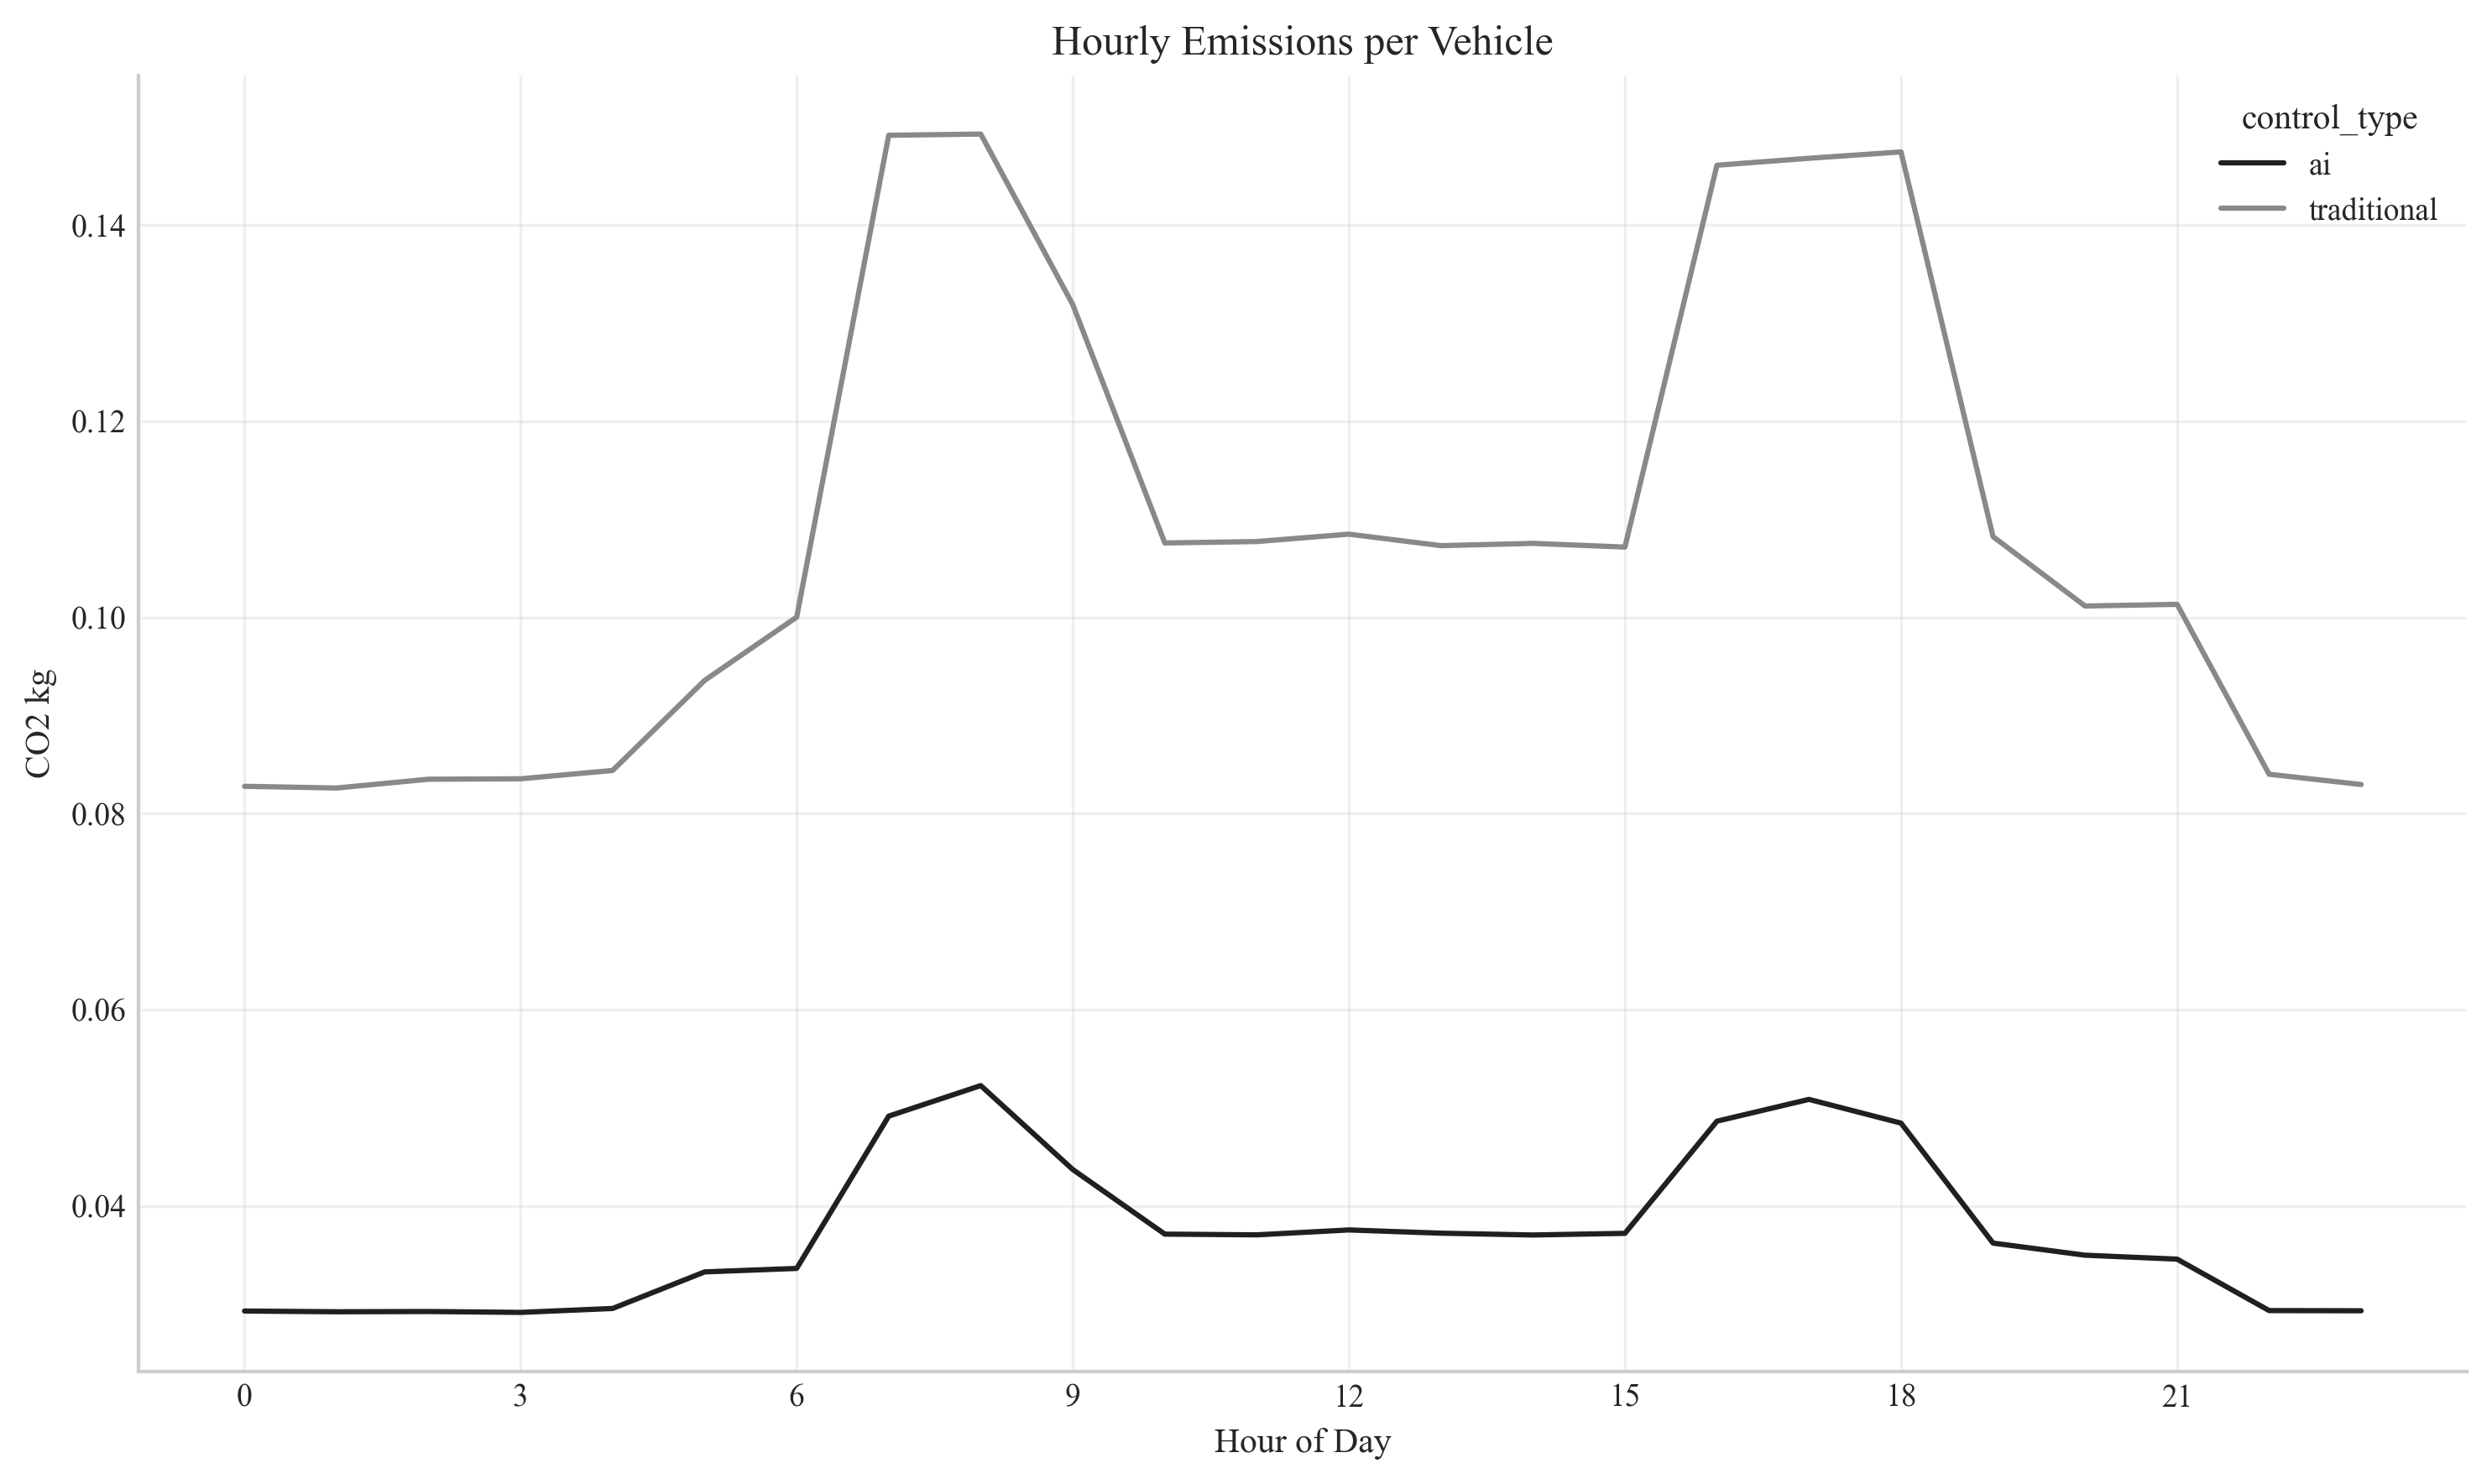 Hourly Emissions per Vehicle
control_type
ai
traditional
0.14
0.12
0.10
0.08
0.06
0.04
CO2 kg
0 3 6 9 12 15 18 21
Hour of Day